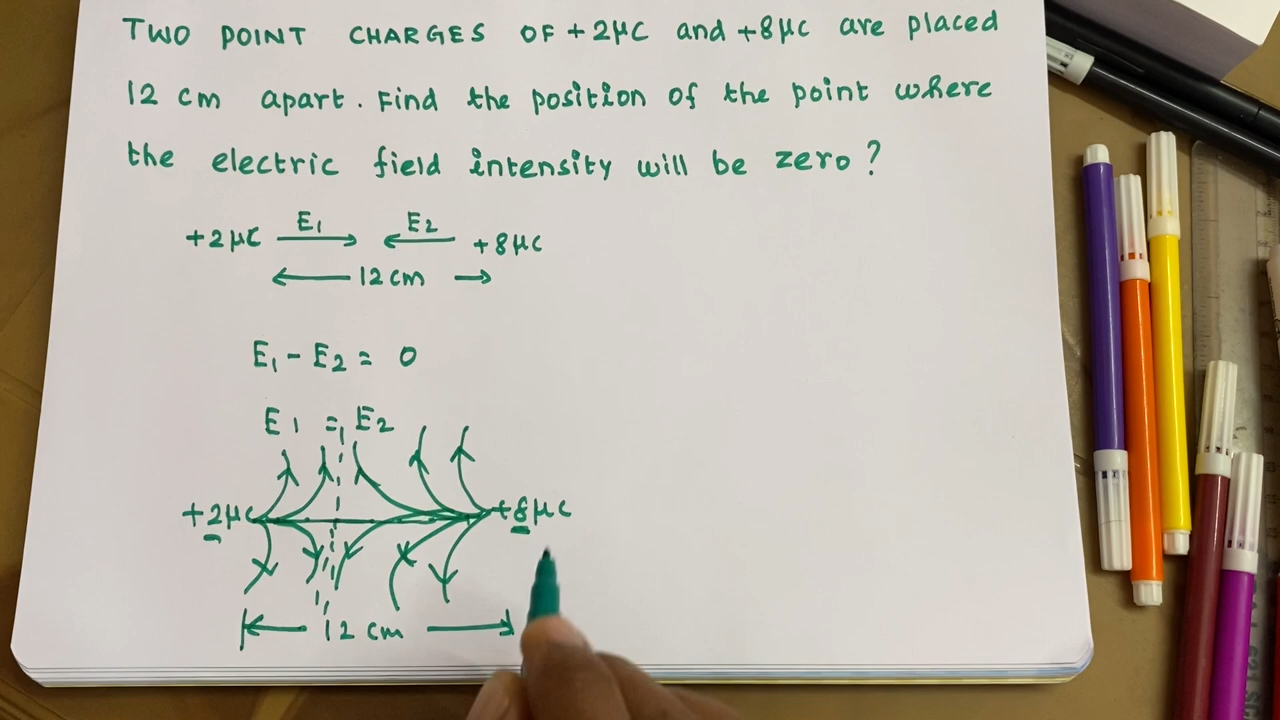 TWO POINT CHARGES OF +2μC and +8μC are placed
12 cm apart. Find the position of the point where
the electric field intensity will be zero?
E1 E2
+2μC +8μC
12 cm
E1 - E2 = 0
E1 = E2
+2μC +8μC
12 cm